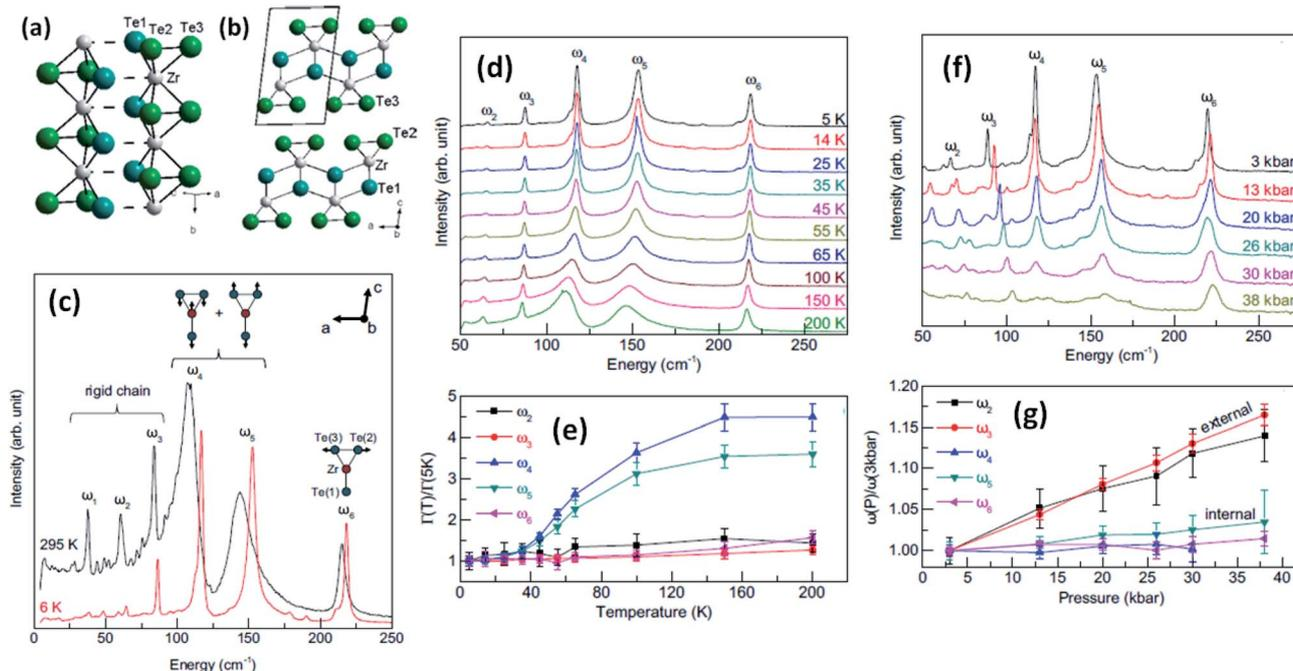 (a)
Te1
Te2
Te3
Zr
c
a
b
(b)
Te3
Te2
Zr
Te1
c
a
b
(c)
c
a
b
rigid chain
ω1
ω2
ω3
ω4
ω5
Te(3) Te(2)
Zr
Te(1)
ω6
295 K
6 K
Intensity (arb. unit)
0 50 100 150 200 250
Energy (cm-1)
(d)
ω2
ω3
ω4
ω5
ω6
5 K
14 K
25 K
35 K
45 K
55 K
65 K
100 K
150 K
200 K
Intensity (arb. unit)
50 100 150 200 250
Energy (cm-1)
(e)
ω2
ω3
ω4
ω5
ω6
Γ(T)/Γ(5K)
5
4
3
2
1
0 20 40 60 80 100 120 140 160 180 200 220
Temperature (K)
(f)
ω2
ω3
ω4
ω5
ω6
3 kbar
13 kbar
20 kbar
26 kbar
30 kbar
38 kbar
Intensity (arb. unit)
50 100 150 200 250
Energy (cm-1)
(g)
ω2
ω3
ω4
ω5
ω6
external
internal
ω(P)/ω(3kbar)
1.20
1.15
1.10
1.05
1.00
0 5 10 15 20 25 30 35 40
Pressure (kbar)